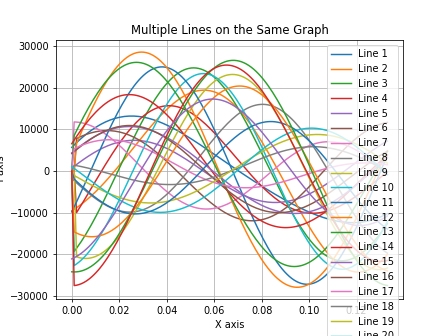 Multiple Lines on the Same Graph
30000
20000
10000
0
−10000
−20000
−30000
0.00 0.02 0.04 0.06 0.08 0.10
X axis
Line 1
Line 2
Line 3
Line 4
Line 5
Line 6
Line 7
Line 8
Line 9
Line 10
Line 11
Line 12
Line 13
Line 14
Line 15
Line 16
Line 17
Line 18
Line 19
Line 20